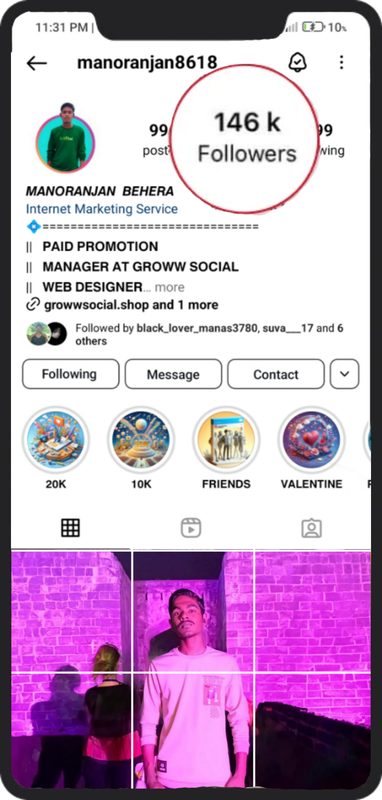 11:31 PM |
10%
manoranjan8618
99
post
146 k
Followers
99
wing
MANORANJAN BEHERA
Internet Marketing Service
💠===============================
|| PAID PROMOTION
|| MANAGER AT GROWW SOCIAL
|| WEB DESIGNER... more
growwsocial.shop and 1 more
Followed by black_lover_manas3780, suva___17 and 6
others
Following
Message
Contact
20K
10K
FRIENDS
VALENTINE